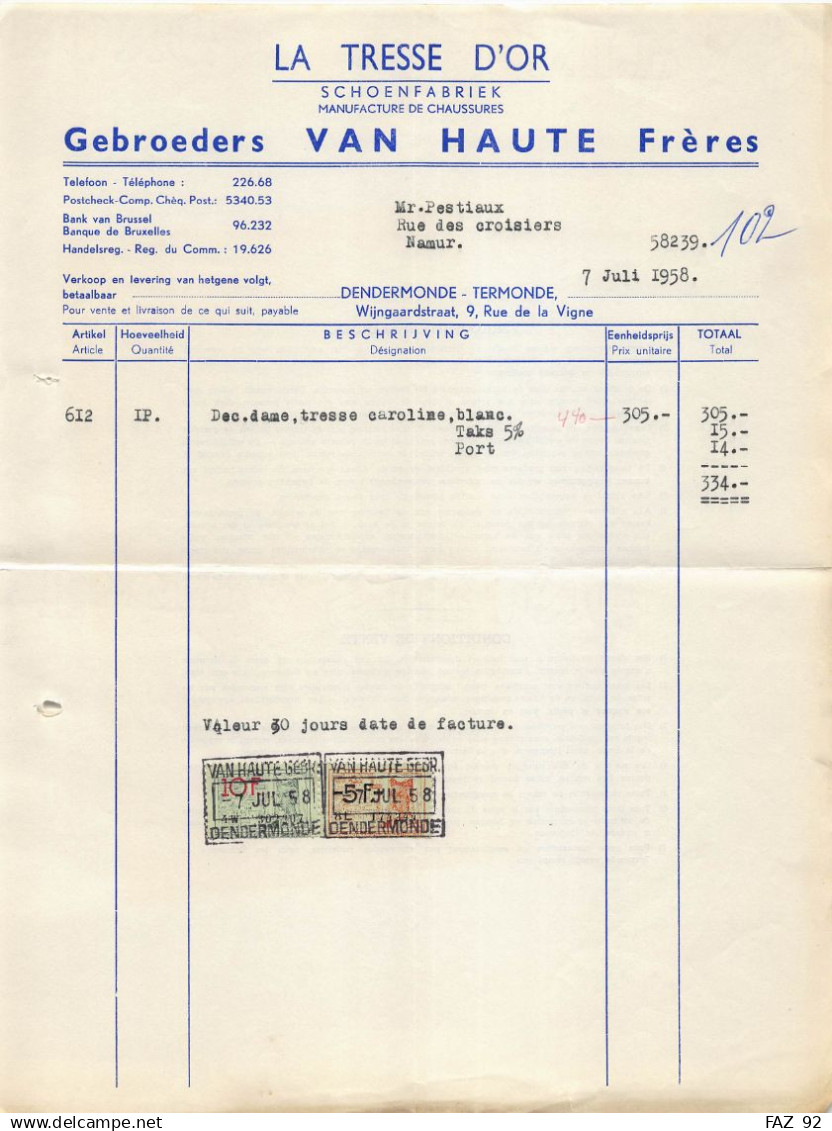 LA TRESSE D'OR
SCHOENFABRIEK
MANUFACTURE DE CHAUSSURES
Gebroeders VAN HAUTE Frères
Telefoon - Téléphone : 226.68
Postcheck-Comp. Chèq. Post.: 5340.53
Bank van Brussel
Banque de Bruxelles 96.232
Handelsreg. - Reg. du Comm. : 19.626
Mr.Pestiaux
Rue des croisiers
Namur.
58239. 102
7 Juli 1958.
Verkoop en levering van hetgene volgt,
betaalbaar DENDERMONDE - TERMONDE,
Pour vente et livraison de ce qui suit, payable Wijngaardstraat, 9, Rue de la Vigne
Artikel Hoeveelheid BESCHRIJVING Eenheidsprijs TOTAAL
Article Quantité Désignation Prix unitaire Total
612 IP. Dec.dame,tresse caroline,blanc. 305.- 305.-
Taks 5% 15.-
Port 14.-
334.-
Valeur 30 jours date de facture.
VAN HAUTE GEBR. VAN HAUTE GEBR.
10F -5F+
-7 JUL 58 -7 JUL 58
DENDERMONDE DENDERMONDE
FAZ 92